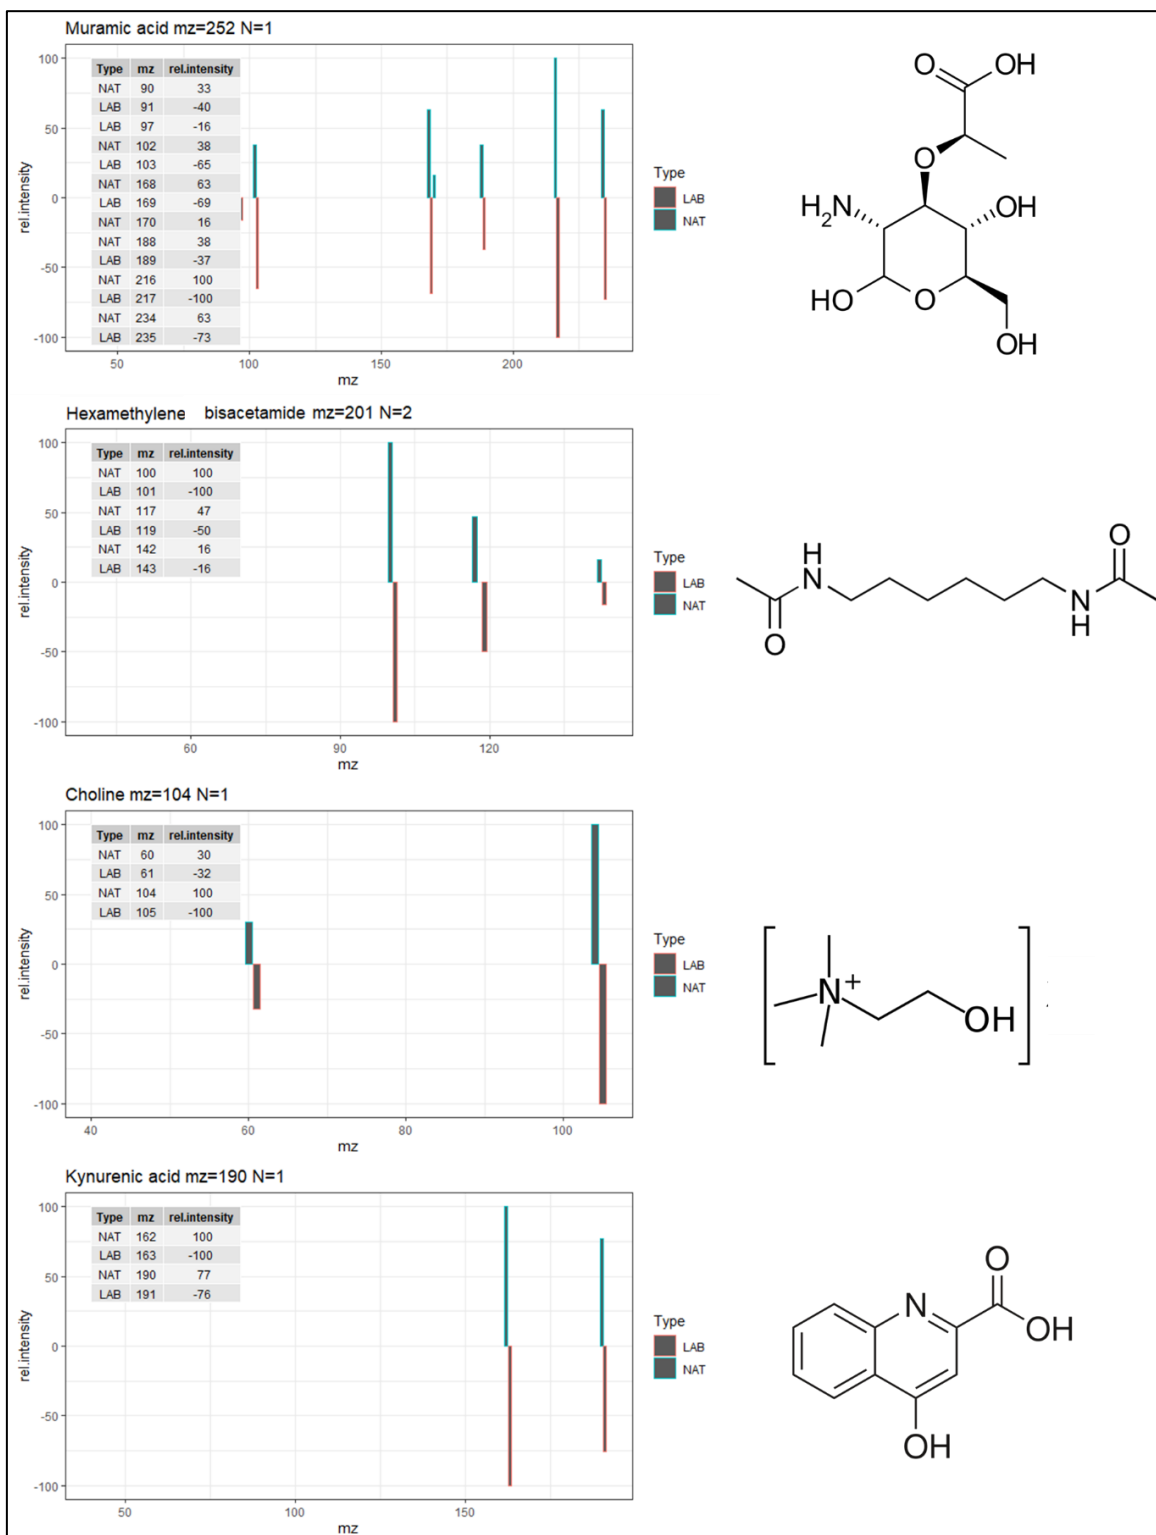 Muramic acid mz=252 N=1
Type mz rel.intensity
NAT 90 33
LAB 91 -40
LAB 97 -16
NAT 102 38
LAB 103 -65
NAT 168 63
LAB 169 -69
NAT 170 16
NAT 188 38
LAB 189 -37
NAT 216 100
LAB 217 -100
NAT 234 63
LAB 235 -73
100
50
0
-50
-100
rel.intensity
50 100 150 200
mz
Type
LAB
NAT
O OH
O
H2N OH
HO O
OH
Hexamethylene bisacetamide mz=201 N=2
Type mz rel.intensity
NAT 100 100
LAB 101 -100
NAT 117 47
LAB 119 -50
NAT 142 16
LAB 143 -16
100
50
0
-50
-100
rel.intensity
60 90 120
mz
Type
LAB
NAT
O
H
N
N
H
O
Choline mz=104 N=1
Type mz rel.intensity
NAT 60 30
LAB 61 -32
NAT 104 100
LAB 105 -100
100
50
0
-50
-100
rel.intensity
40 60 80 100
mz
Type
LAB
NAT
N+
OH
Kynurenic acid mz=190 N=1
Type mz rel.intensity
NAT 162 100
LAB 163 -100
NAT 190 77
LAB 191 -76
100
50
0
-50
-100
rel.intensity
50 100 150
mz
Type
LAB
NAT
O
N
OH
OH